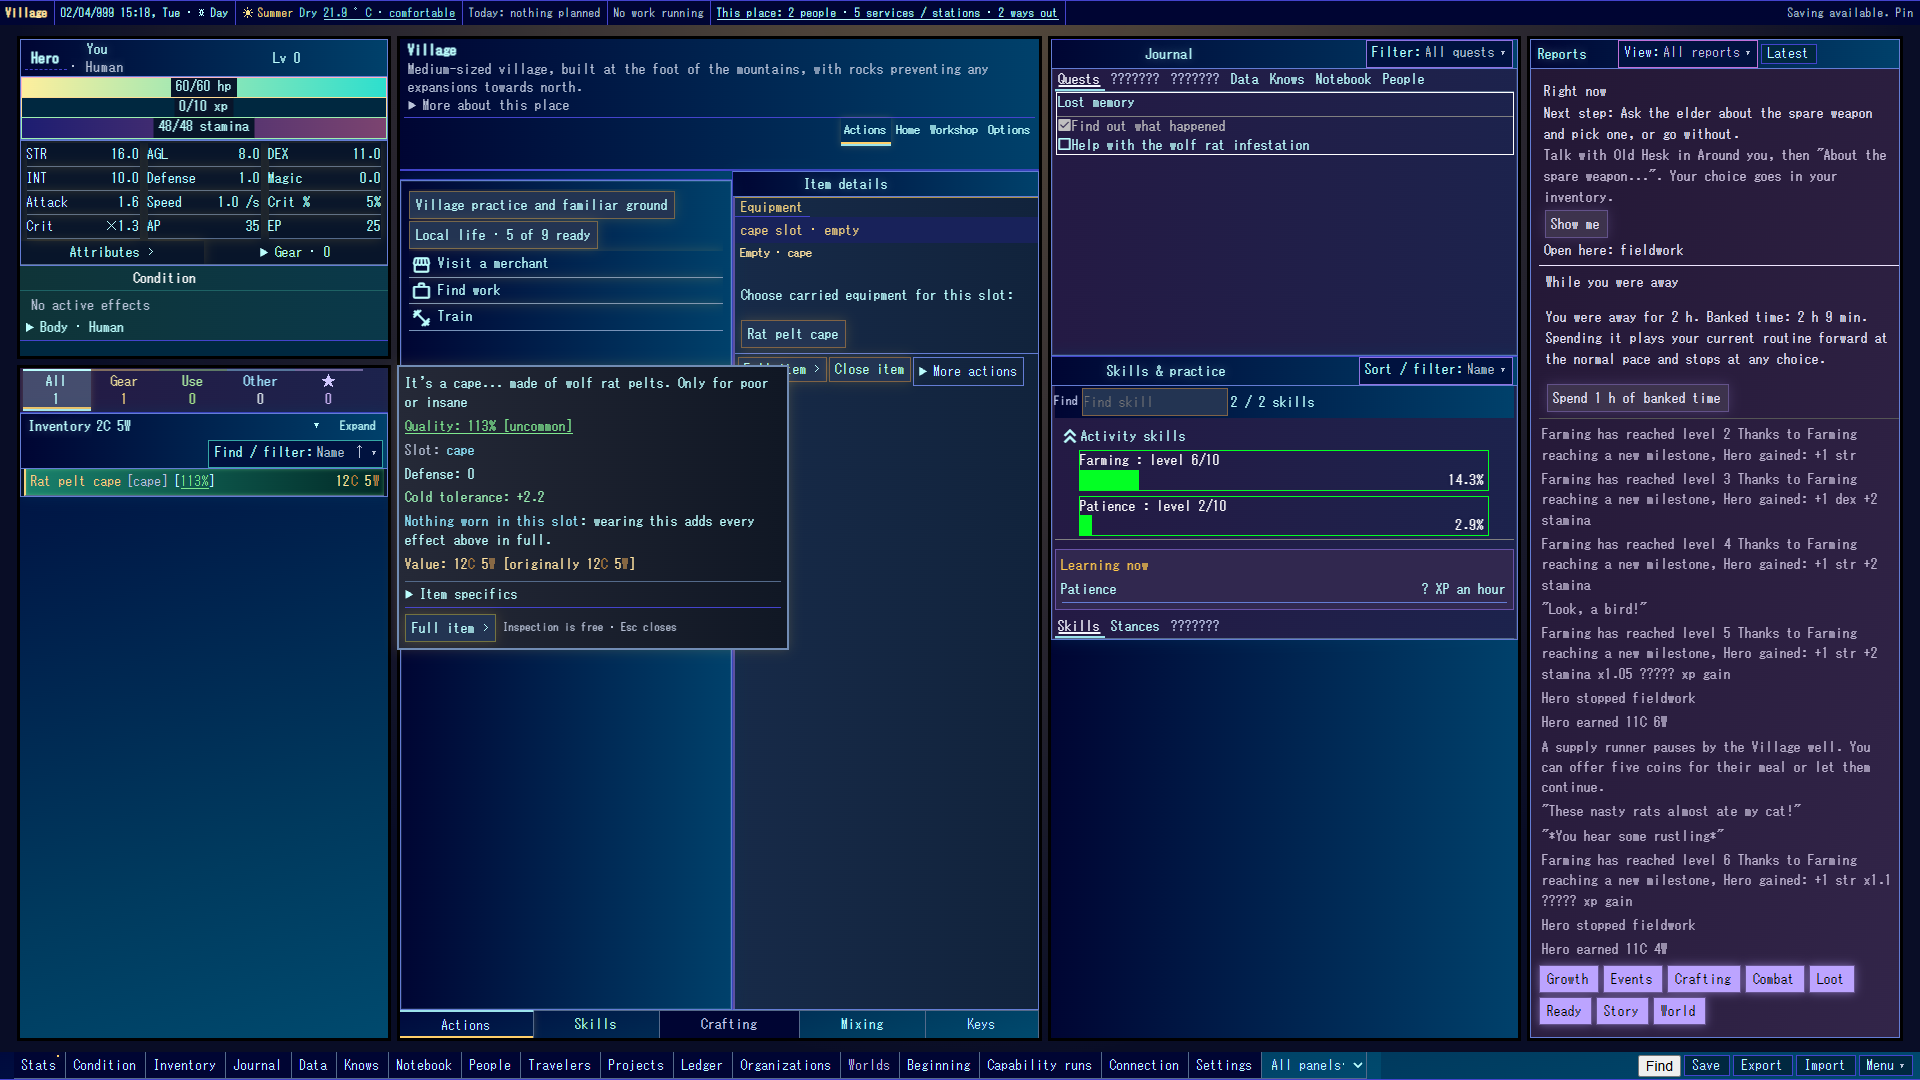 Village
02/04/999 15:18, Tue · ☀ Day
Summer Dry 21.9 ° C · comfortable
Today: nothing planned
No work running
This place: 2 people · 5 services / stations · 2 ways out
Saving available. Pin
Hero · You
Human
Lv 0
60/60 hp
0/10 xp
48/48 stamina
STR 16.0 AGL 8.0 DEX 11.0
INT 10.0 Defense 1.0 Magic 0.0
Attack 1.6 Speed 1.0 /s Crit % 5%
Crit ×1.3 AP 35 EP 25
Attributes >
▶ Gear · 0
Condition
No active effects
▶ Body · Human
All Gear Use Other ★
1 1 0 0 0
Inventory 2C 5W ▾ Expand
Find / filter: Name ↑ ▾
Rat pelt cape [cape] [113%] 12C 5W
Village
Medium-sized village, built at the foot of the mountains, with rocks preventing any
expansions towards north.
▶ More about this place
Actions Home Workshop Options
Village practice and familiar ground
Local life · 5 of 9 ready
Visit a merchant
Find work
Train
Item details
Equipment
cape slot · empty
Empty · cape
Choose carried equipment for this slot:
Rat pelt cape
Close item
▶ More actions
It's a cape... made of wolf rat pelts. Only for poor
or insane
Quality: 113% [uncommon]
Slot: cape
Defense: 0
Cold tolerance: +2.2
Nothing worn in this slot: wearing this adds every
effect above in full.
Value: 12C 5W [originally 12C 5W]
▶ Item specifics
Full item >
Inspection is free · Esc closes
Actions Skills Crafting Mixing Keys
Journal
Filter: All quests ▾
Quests ??????? ??????? Data Knows Notebook People
Lost memory
Find out what happened
Help with the wolf rat infestation
Skills & practice
Sort / filter: Name ▾
Find Find skill 2 / 2 skills
Activity skills
Farming : level 6/10
14.3%
Patience : level 2/10
2.9%
Learning now
Patience ? XP an hour
Skills Stances ???????
Reports
View: All reports ▾
Latest
Right now
Next step: Ask the elder about the spare weapon
and pick one, or go without.
Talk with Old Hesk in Around you, then "About the
spare weapon...". Your choice goes in your
inventory.
Show me
Open here: fieldwork
While you were away
You were away for 2 h. Banked time: 2 h 9 min.
Spending it plays your current routine forward at
the normal pace and stops at any choice.
Spend 1 h of banked time
Farming has reached level 2 Thanks to Farming
reaching a new milestone, Hero gained: +1 str
Farming has reached level 3 Thanks to Farming
reaching a new milestone, Hero gained: +1 dex +2
stamina
Farming has reached level 4 Thanks to Farming
reaching a new milestone, Hero gained: +1 str +2
stamina
"Look, a bird!"
Farming has reached level 5 Thanks to Farming
reaching a new milestone, Hero gained: +1 str +2
stamina x1.05 ????? xp gain
Hero stopped fieldwork
Hero earned 11C 6W
A supply runner pauses by the Village well. You
can offer five coins for their meal or let them
continue.
"These nasty rats almost ate my cat!"
"*You hear some rustling*"
Farming has reached level 6 Thanks to Farming
reaching a new milestone, Hero gained: +1 str x1.1
????? xp gain
Hero stopped fieldwork
Hero earned 11C 4W
Growth Events Crafting Combat Loot
Ready Story World
Stats Condition Inventory Journal Data Knows Notebook People Travelers Projects Ledger Organizations Worlds Beginning Capability runs Connection Settings All panels
Find Save Export Import Menu ▾